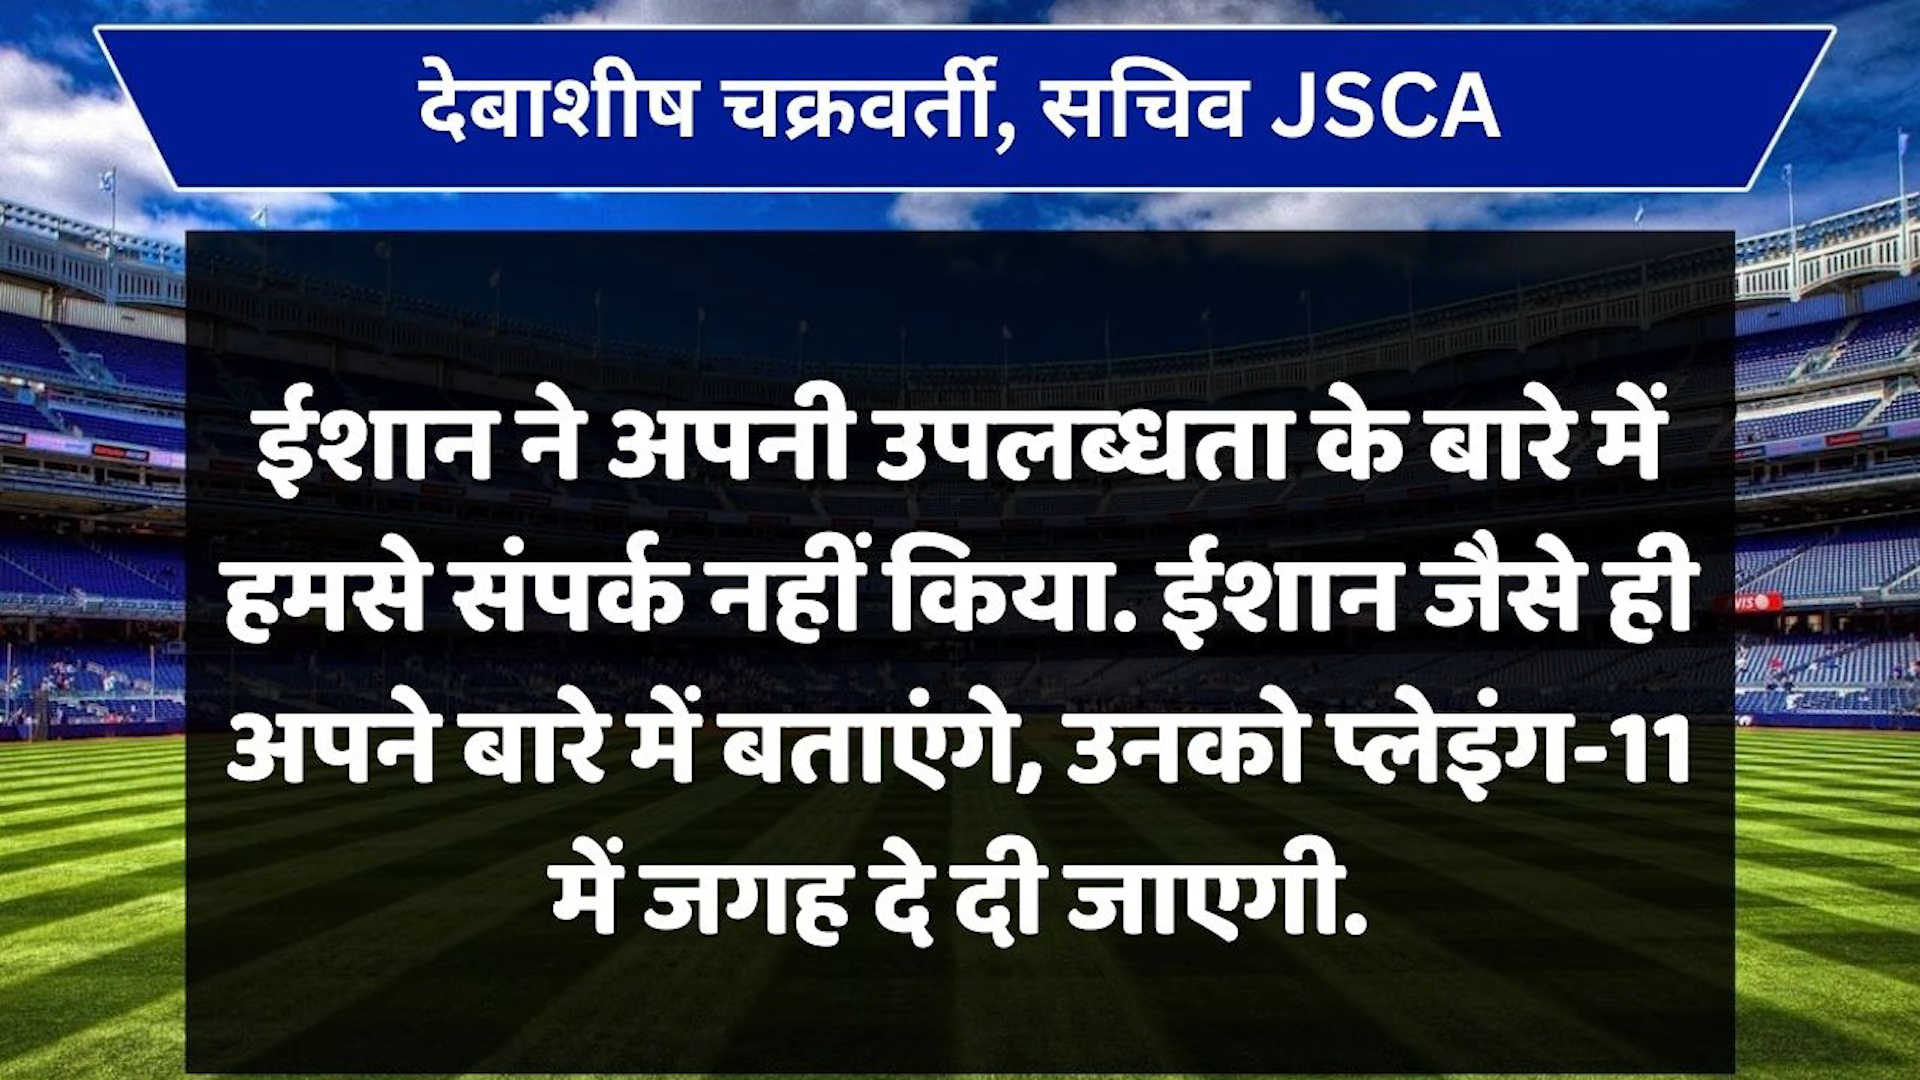 देबाशीष चक्रवर्ती, सचिव JSCA
ईशान ने अपनी उपलब्धता के बारे में
हमसे संपर्क नहीं किया. ईशान जैसे ही
अपने बारे में बताएंगे, उनको प्लेइंग-11
में जगह दे दी जाएगी.